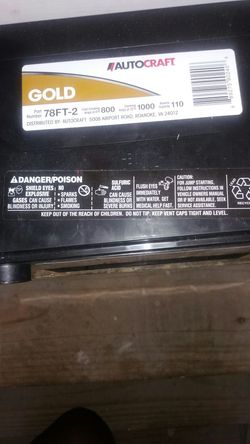 AUTOCRAFT
GOLD
Part Number 78FT-2 800 1000 110
DISTRIBUTED BY: AUTOCRAFT 5008 AIRPORT ROAD, ROANOKE, VA 24012
DANGER/POISON
SHIELD EYES
EXPLOSIVE
GASES CAN CAUSE
BLINDNESS OR INJURY
NO
• SPARKS
• FLAMES
• SMOKING
SULFURIC
ACID
CAN CAUSE
BLINDNESS OR
SEVERE BURNS
FLUSH EYES
IMMEDIATELY
WITH WATER. GET
MEDICAL HELP FAST.
CAUTION:
FOR JUMP STARTING,
FOLLOW INSTRUCTIONS IN
VEHICLE OWNERS MANUAL.
IF NOT AVAILABLE, SEEK
SERVICE ASSISTANCE.
KEEP OUT OF REACH OF CHILDREN. DO NOT TIP. KEEP VENT CAPS TIGHT AND LEVEL.